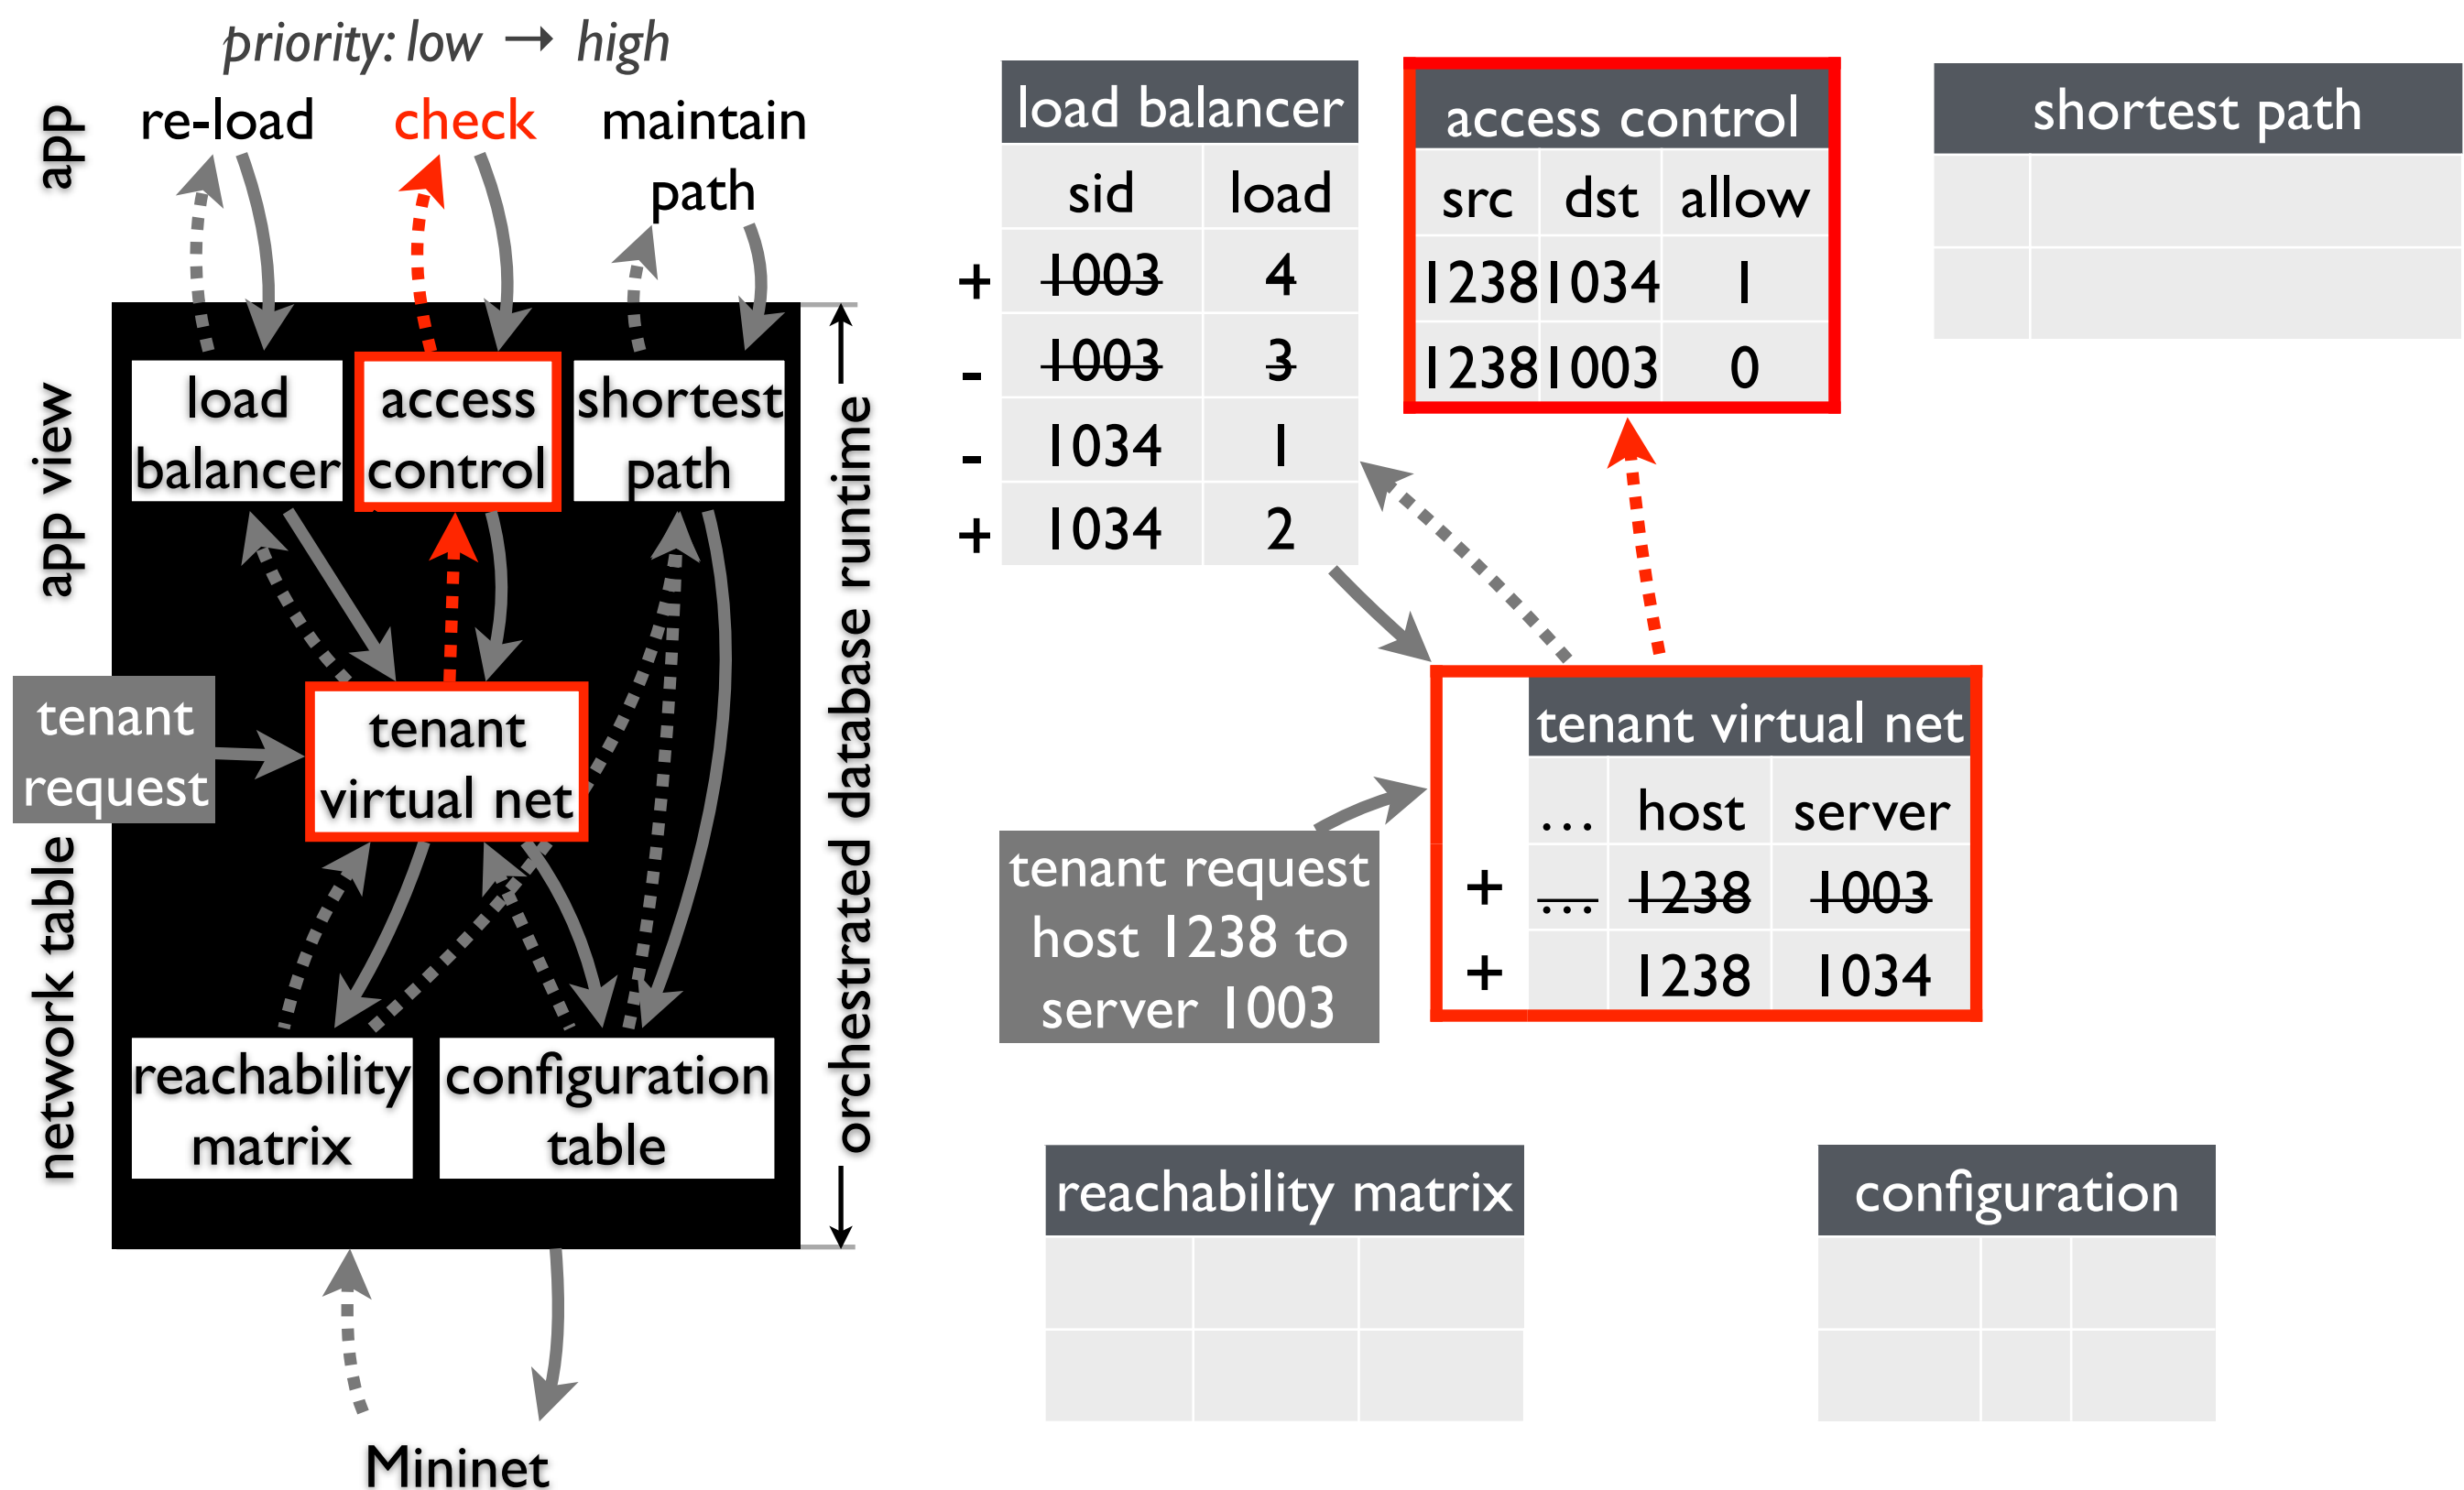 priority: low → high
app
re-load
check
maintain
path
app view
load
balancer
access
control
shortest
path
tenant
request
tenant
virtual net
network table
reachability
matrix
configuration
table
orchestrated database runtime
Mininet
load balancer
sid load
+ 1003 4
- 1003 3
- 1034 1
+ 1034 2
access control
src dst allow
1238 1034 1
1238 1003 0
shortest path
tenant virtual net
... host server
+ ... 1238 1003
+ 1238 1034
tenant request
host 1238 to
server 1003
reachability matrix
configuration